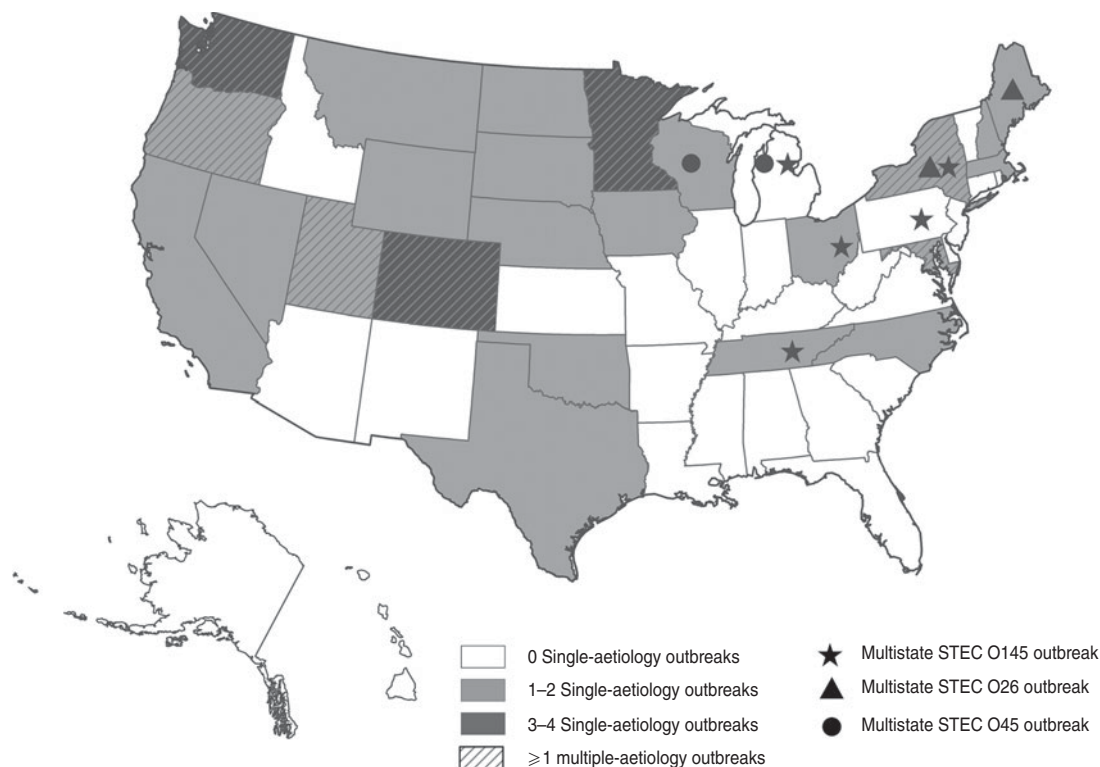 0 Single-aetiology outbreaks
1–2 Single-aetiology outbreaks
3–4 Single-aetiology outbreaks
⩾1 multiple-aetiology outbreaks
Multistate STEC O145 outbreak
Multistate STEC O26 outbreak
Multistate STEC O45 outbreak